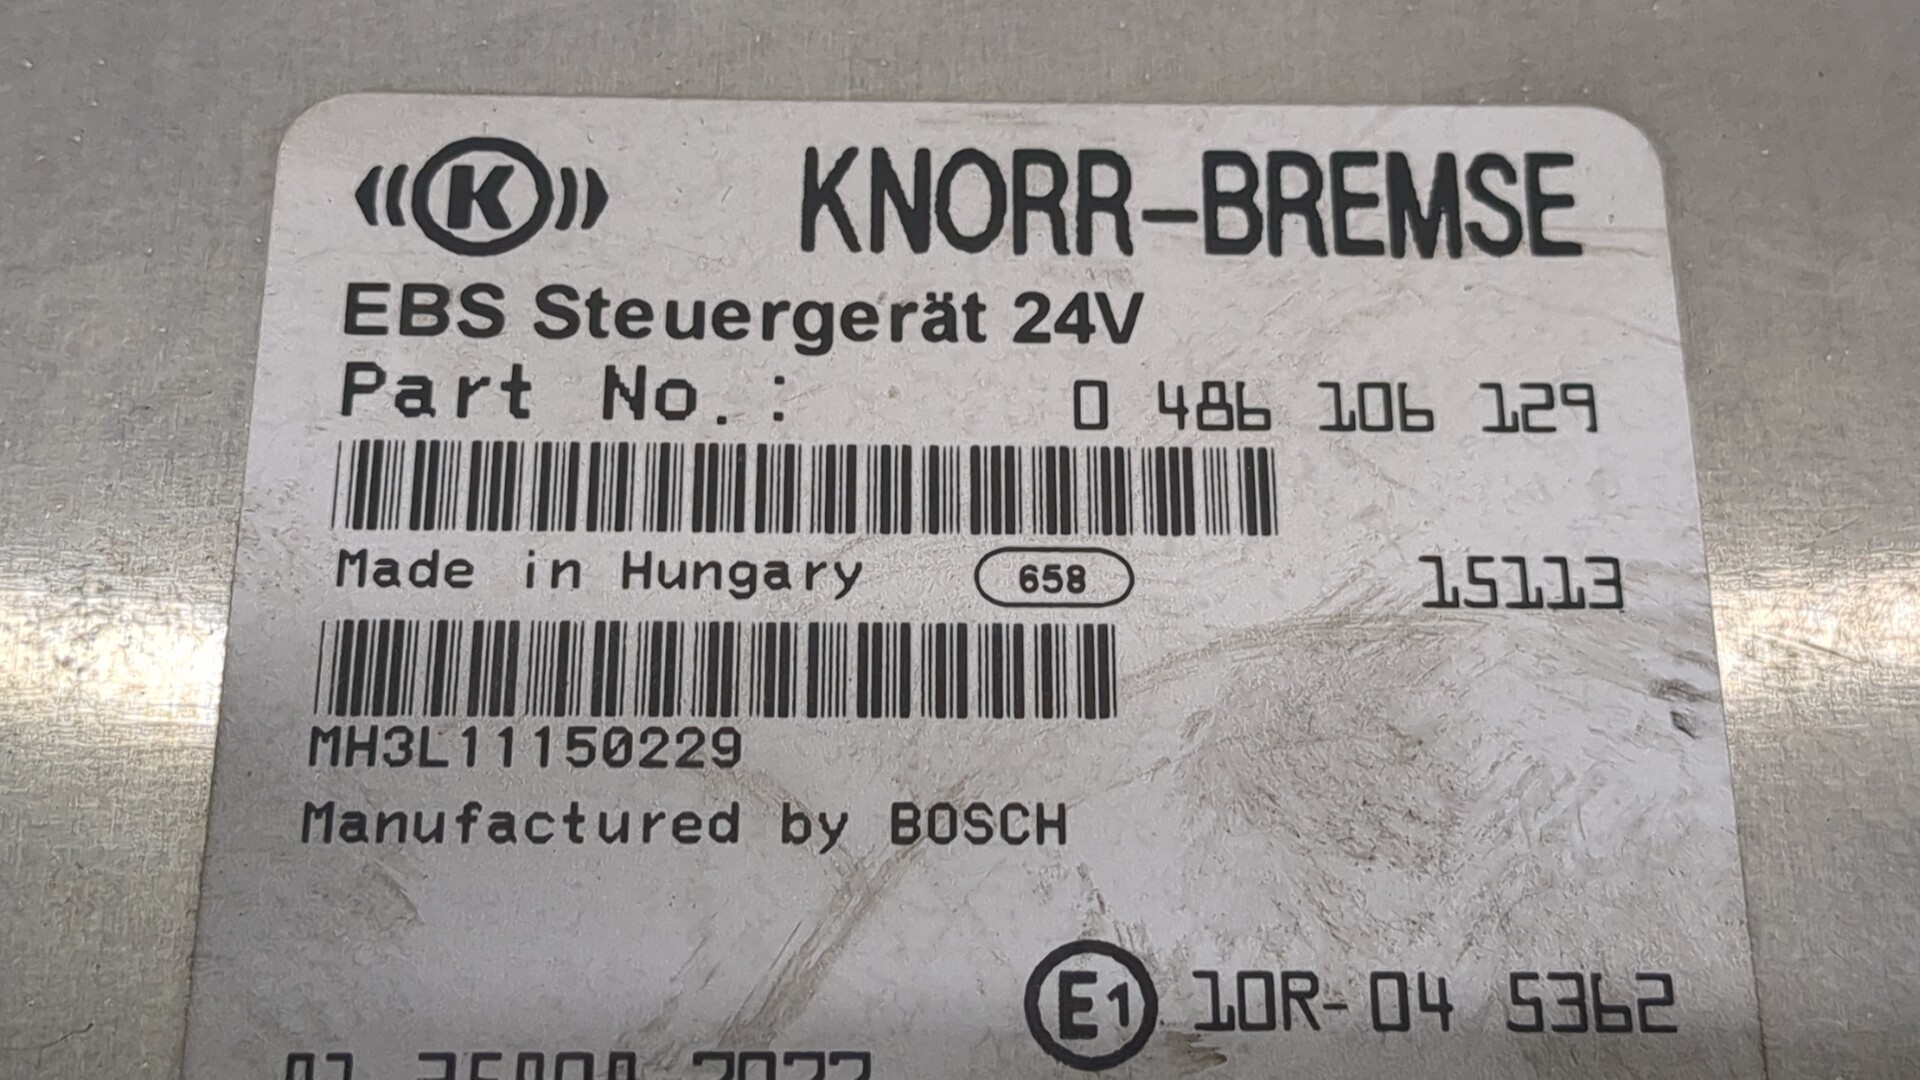 K KNORR-BREMSE
EBS Steuergerät 24V
Part No.: 0 486 106 129
Made in Hungary 658 15113
MH3L11150229
Manufactured by BOSCH
E1 10R-04 5362